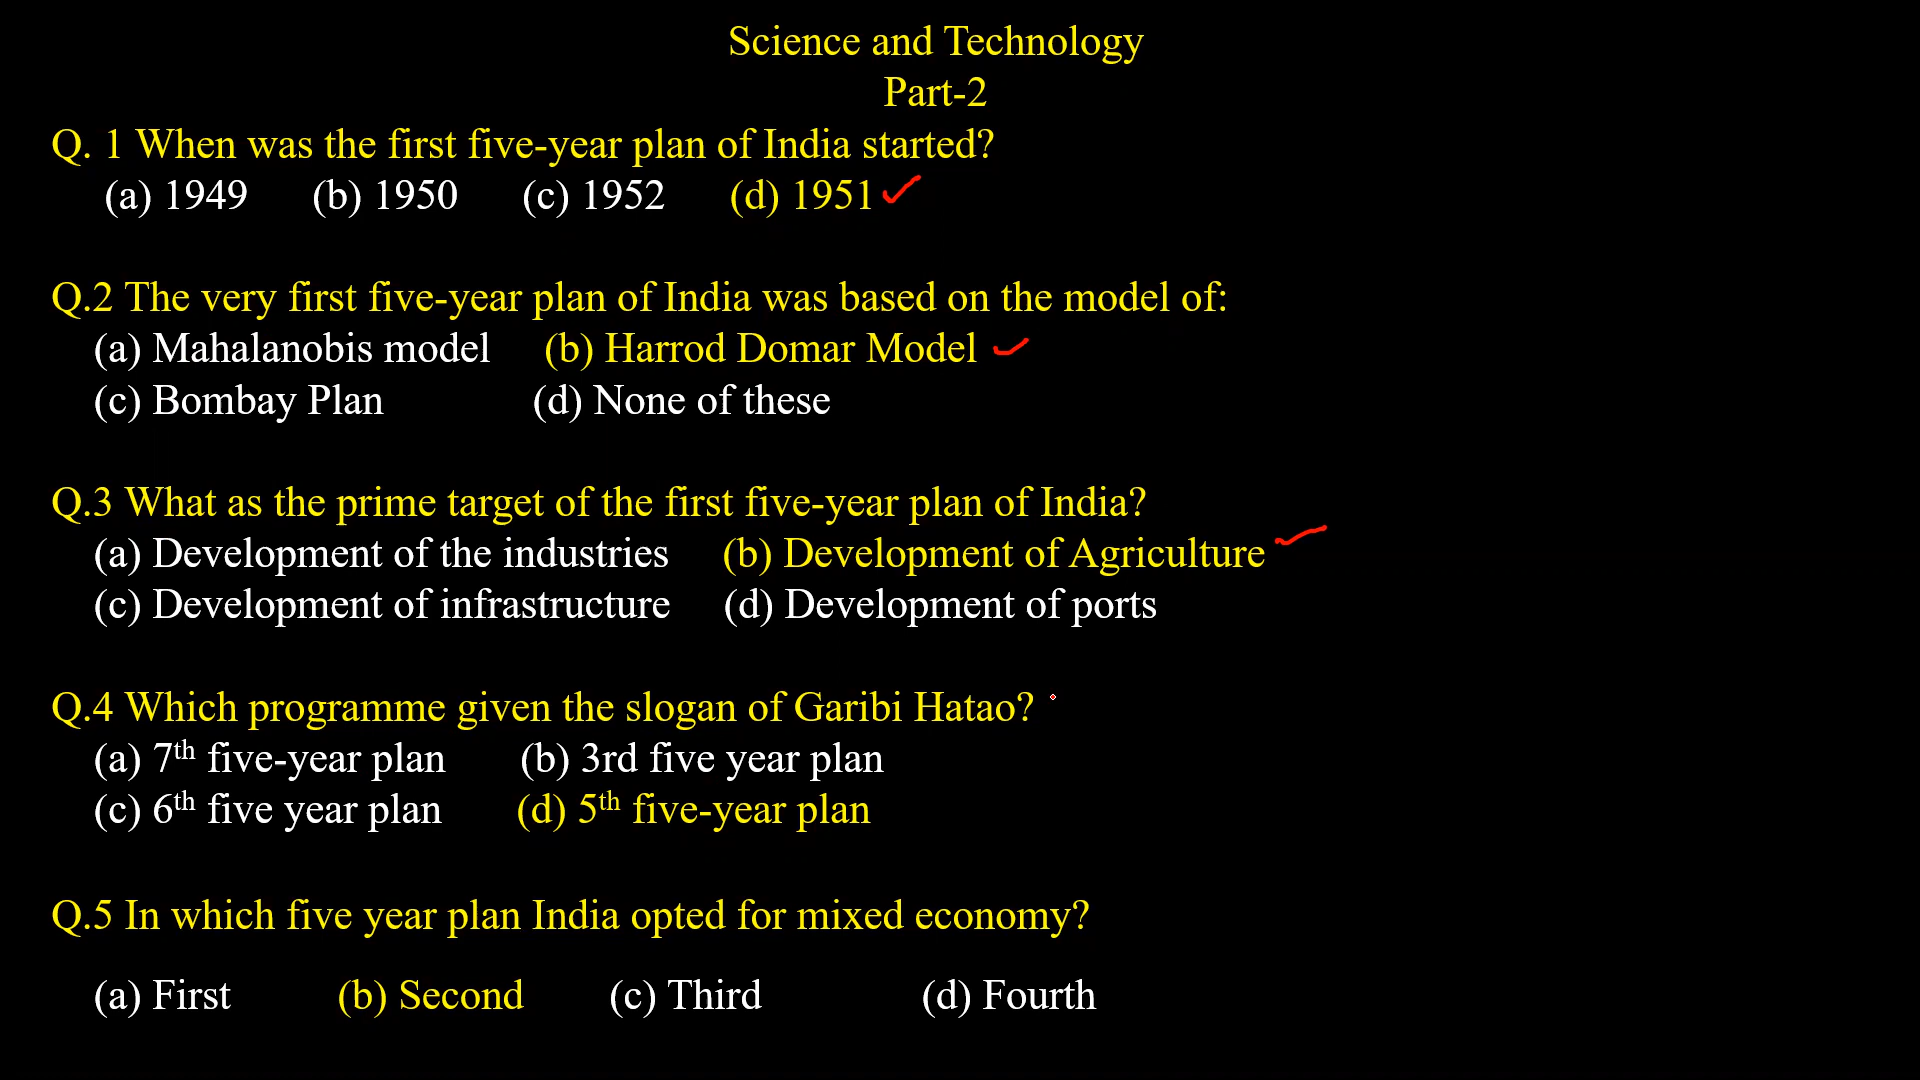 Science and Technology
Part-2
Q. 1 When was the first five-year plan of India started?
(a) 1949 (b) 1950 (c) 1952 (d) 1951
Q.2 The very first five-year plan of India was based on the model of:
(a) Mahalanobis model (b) Harrod Domar Model
(c) Bombay Plan (d) None of these
Q.3 What as the prime target of the first five-year plan of India?
(a) Development of the industries (b) Development of Agriculture
(c) Development of infrastructure (d) Development of ports
Q.4 Which programme given the slogan of Garibi Hatao?
(a) 7th five-year plan (b) 3rd five year plan
(c) 6th five year plan (d) 5th five-year plan
Q.5 In which five year plan India opted for mixed economy?
(a) First (b) Second (c) Third (d) Fourth